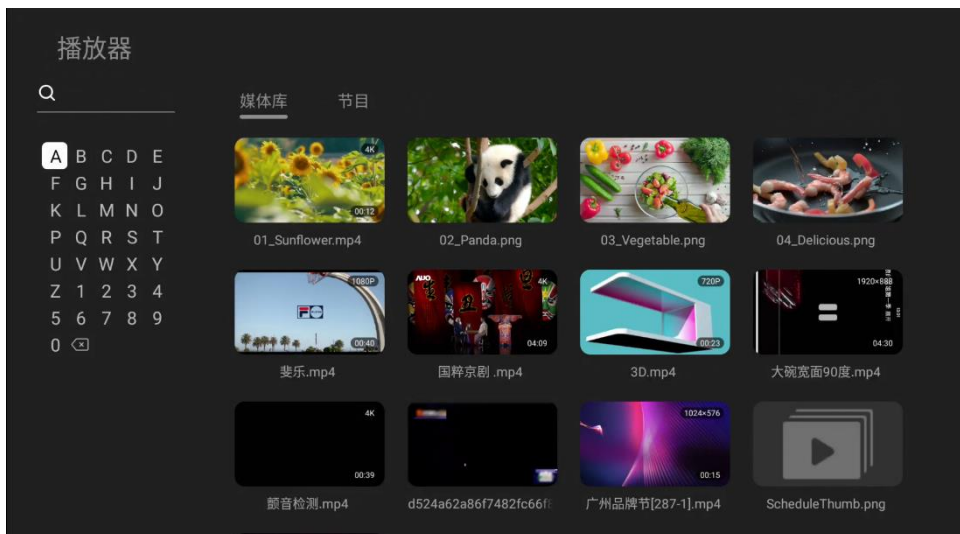 播放器
媒体库 节目
A B C D E
F G H I J
K L M N O
P Q R S T
U V W X Y
Z 1 2 3 4
5 6 7 8 9
0
4K
00:12
01_Sunflower.mp4 02_Panda.png 03_Vegetable.png 04_Delicious.png
1080P AUO 4K 720P 1920×888
FILA
00:40 04:09 00:23 04:30
斐乐.mp4 国粹京剧 .mp4 3D.mp4 大碗宽面90度.mp4
4K 1024×576
00:39 00:15
颤音检测.mp4 d524a62a86f7482fc66f 广州品牌节[287-1].mp4 ScheduleThumb.png